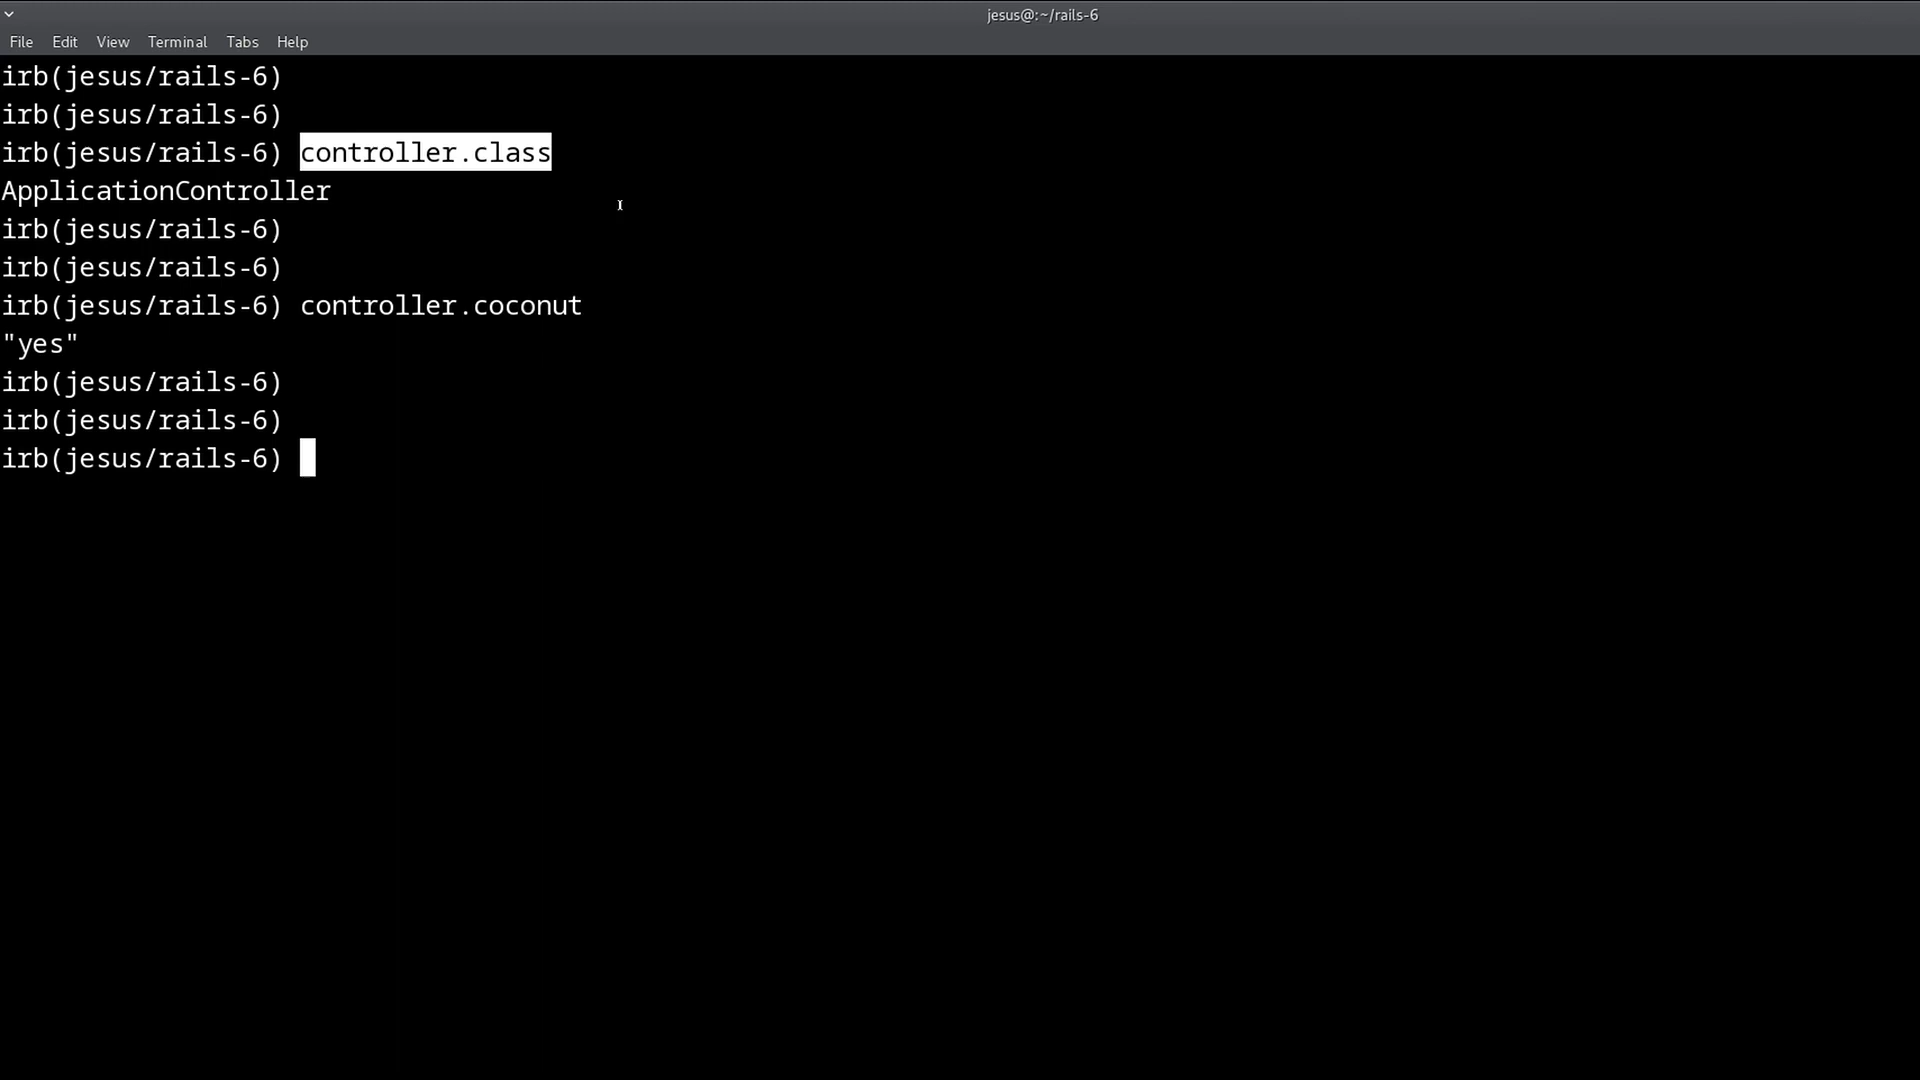 jesus@:~/rails-6
File Edit View Terminal Tabs Help
irb(jesus/rails-6)
irb(jesus/rails-6)
irb(jesus/rails-6) controller.class
ApplicationController
irb(jesus/rails-6)
irb(jesus/rails-6)
irb(jesus/rails-6) controller.coconut
"yes"
irb(jesus/rails-6)
irb(jesus/rails-6)
irb(jesus/rails-6)